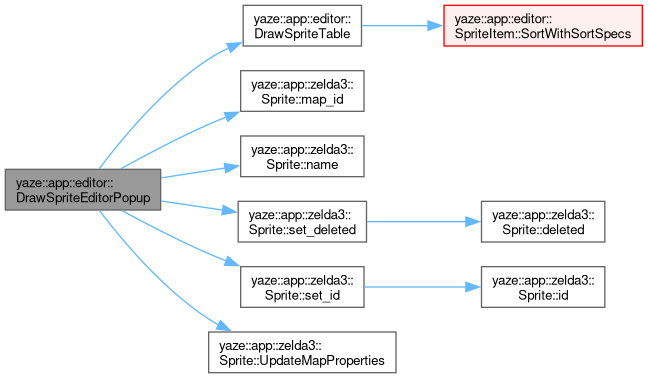 yaze::app::editor::
DrawSpriteEditorPopup
yaze::app::editor::
DrawSpriteTable
yaze::app::editor::
SpriteItem::SortWithSortSpecs
yaze::app::zelda3::
Sprite::map_id
yaze::app::zelda3::
Sprite::name
yaze::app::zelda3::
Sprite::set_deleted
yaze::app::zelda3::
Sprite::deleted
yaze::app::zelda3::
Sprite::set_id
yaze::app::zelda3::
Sprite::id
yaze::app::zelda3::
Sprite::UpdateMapProperties